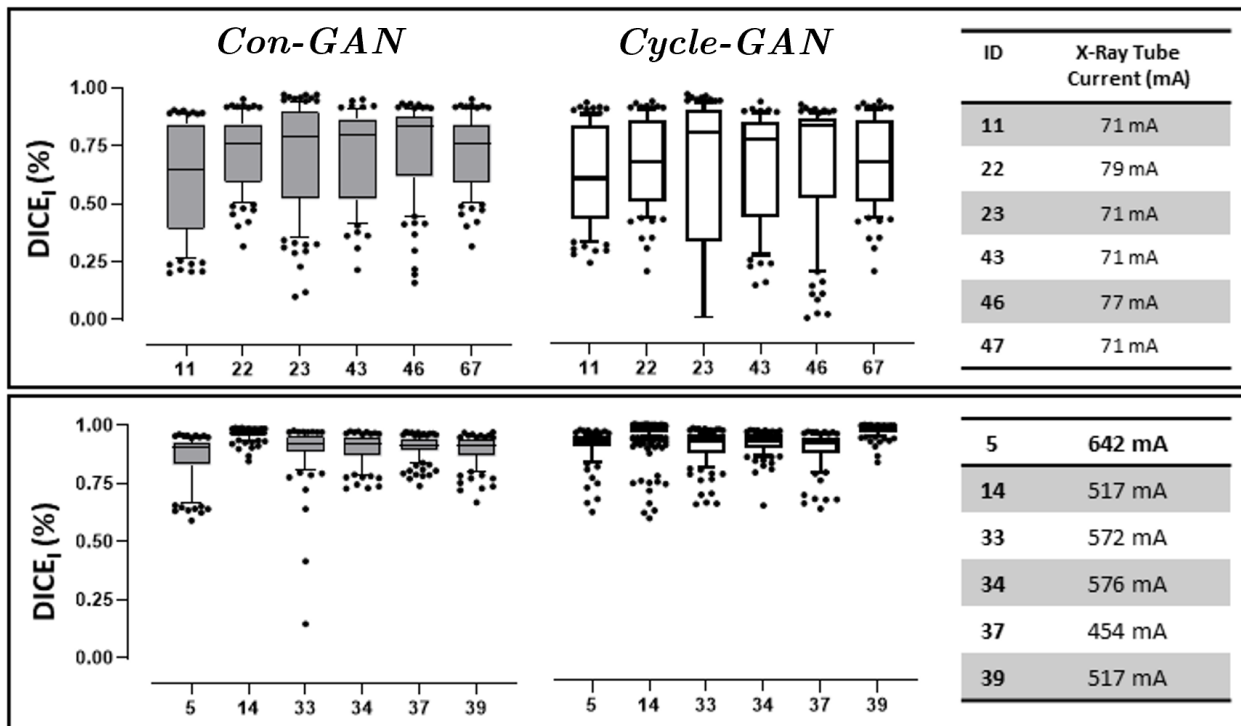 Con-GAN
Cycle-GAN
DICEI (%)
1.00
0.75
0.50
0.25
0.00
11 22 23 43 46 67
11 22 23 43 46 67
ID X-Ray Tube
Current (mA)
11 71 mA
22 79 mA
23 71 mA
43 71 mA
46 77 mA
47 71 mA
DICEI (%)
1.00
0.75
0.50
0.25
0.00
5 14 33 34 37 39
5 14 33 34 37 39
5 642 mA
14 517 mA
33 572 mA
34 576 mA
37 454 mA
39 517 mA